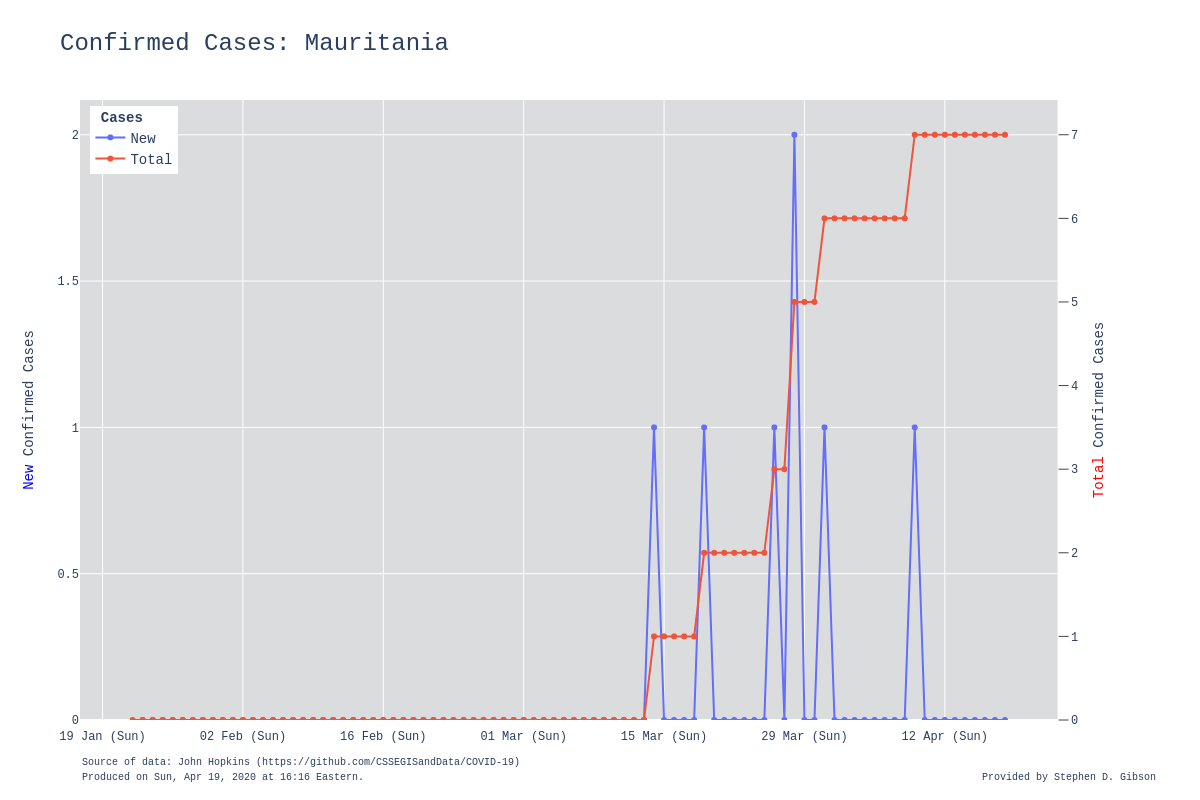 Confirmed Cases: Mauritania
Cases
New
Total
2
1.5
1
0.5
0
7
6
5
4
3
2
1
0
New Confirmed Cases
Total Confirmed Cases
19 Jan (Sun) 02 Feb (Sun) 16 Feb (Sun) 01 Mar (Sun) 15 Mar (Sun) 29 Mar (Sun) 12 Apr (Sun)
Source of data: John Hopkins (https://github.com/CSSEGISandData/COVID-19)
Produced on Sun, Apr 19, 2020 at 16:16 Eastern.
Provided by Stephen D. Gibson